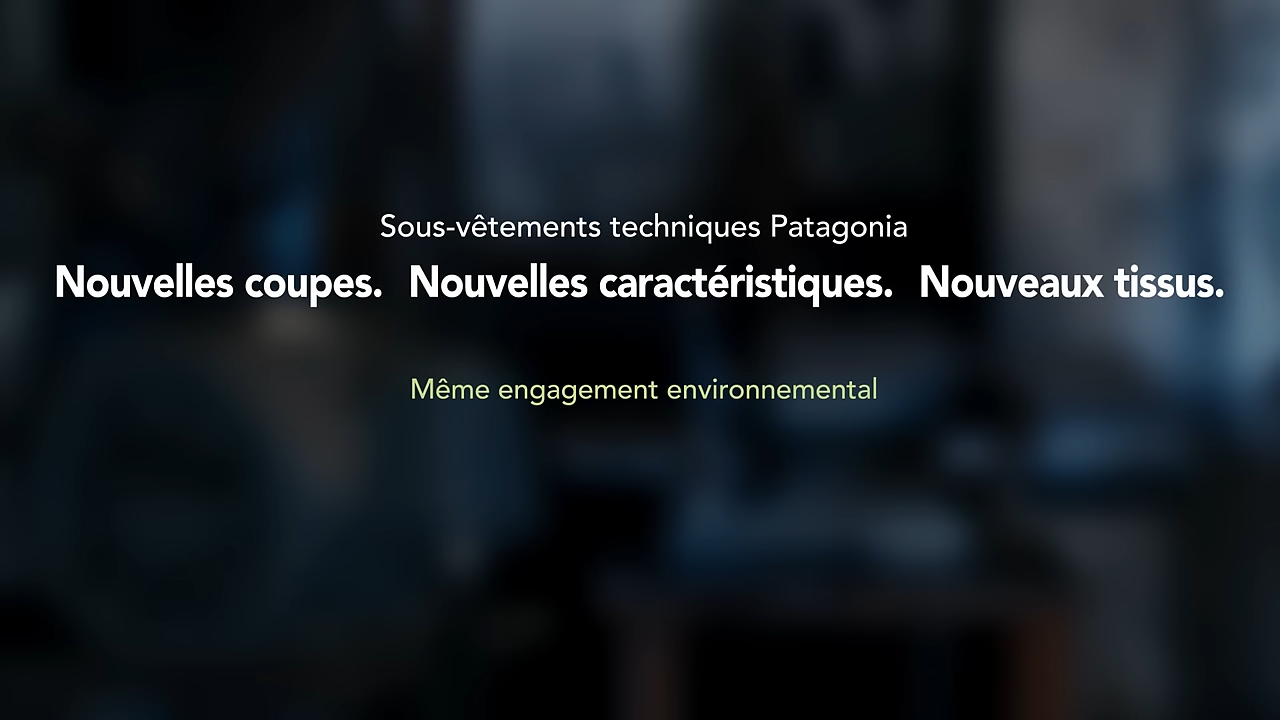 Sous-vêtements techniques Patagonia
Nouvelles coupes. Nouvelles caractéristiques. Nouveaux tissus.
Même engagement environnemental